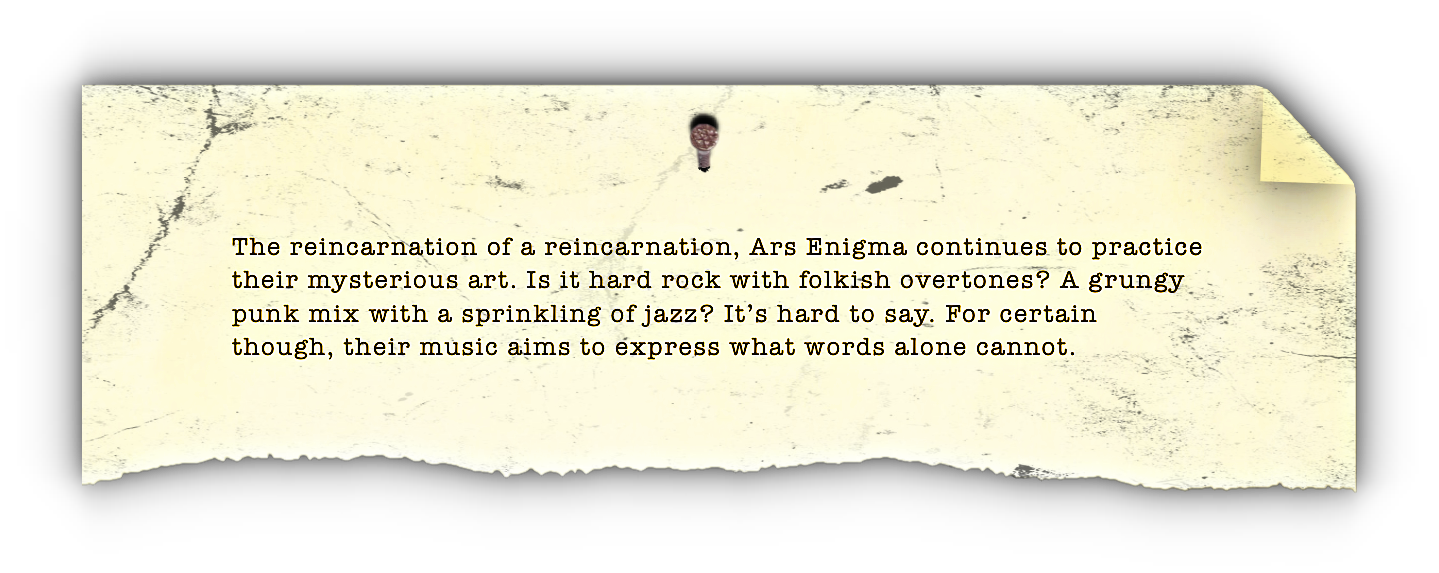 The reincarnation of a reincarnation, Ars Enigma continues to practice
their mysterious art. Is it hard rock with folkish overtones? A grungy
punk mix with a sprinkling of jazz? It’s hard to say. For certain
though, their music aims to express what words alone cannot.